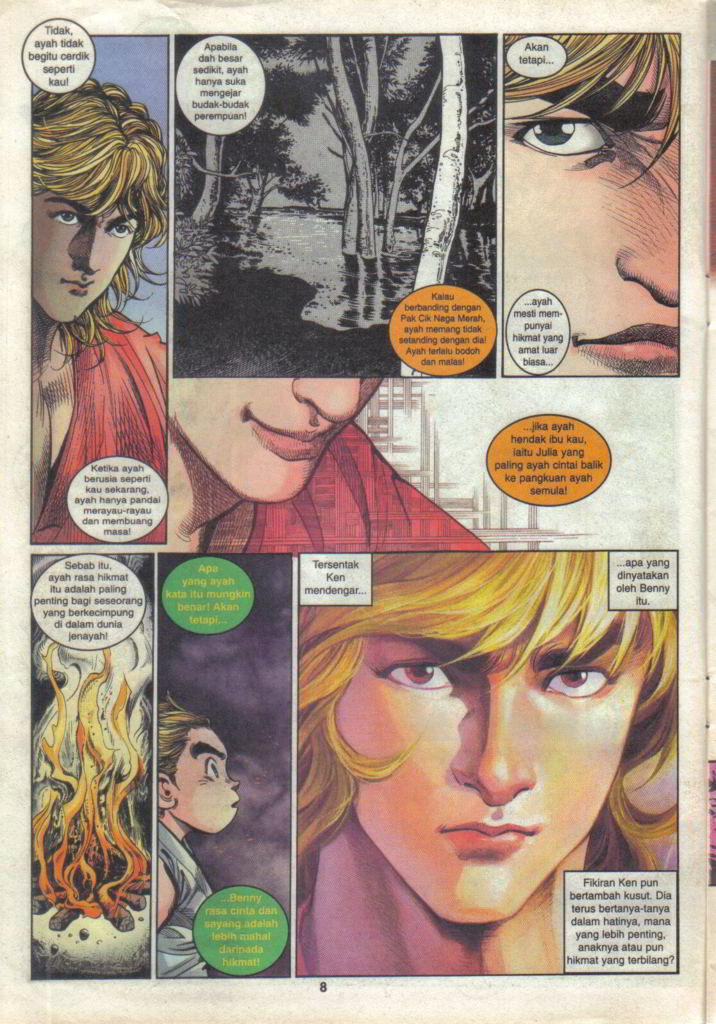 Tidak,
ayah tidak
begitu cerdik
seperti
kau!
Ketika ayah
berusia seperti
kau sekarang,
ayah hanya pandai
merayau-rayau
dan membuang
masa!
Apabila
dah besar
sedikit, ayah
hanya suka
mengejar
budak-budak
perempuan!
Kalau
berbanding dengan
Pak Cik Naga Merah,
ayah memang tidak
setanding dengan dia!
Ayah terlalu bodoh
dan malas!
Akan
tetapi...
...ayah
mesti mem-
punyai
hikmat yang
amat luar
biasa...
...jika ayah
hendak ibu kau,
iaitu Julia yang
paling ayah cintai balik
ke pangkuan ayah
semula!
Sebab itu,
ayah rasa hikmat
itu adalah paling
penting bagi seseorang
yang berkecimpung
di dalam dunia
jenayah!
Apa
yang ayah
kata itu mungkin
benar! Akan
tetapi...
...Benny
rasa cinta dan
sayang adalah
lebih mahal
daripada
hikmat!
Tersentak
Ken
mendengar...
...apa yang
dinyatakan
oleh Benny
itu.
Fikiran Ken pun
bertambah kusut. Dia
terus bertanya-tanya
dalam hatinya, mana
yang lebih penting,
anaknya atau pun
hikmat yang terbilang?
8